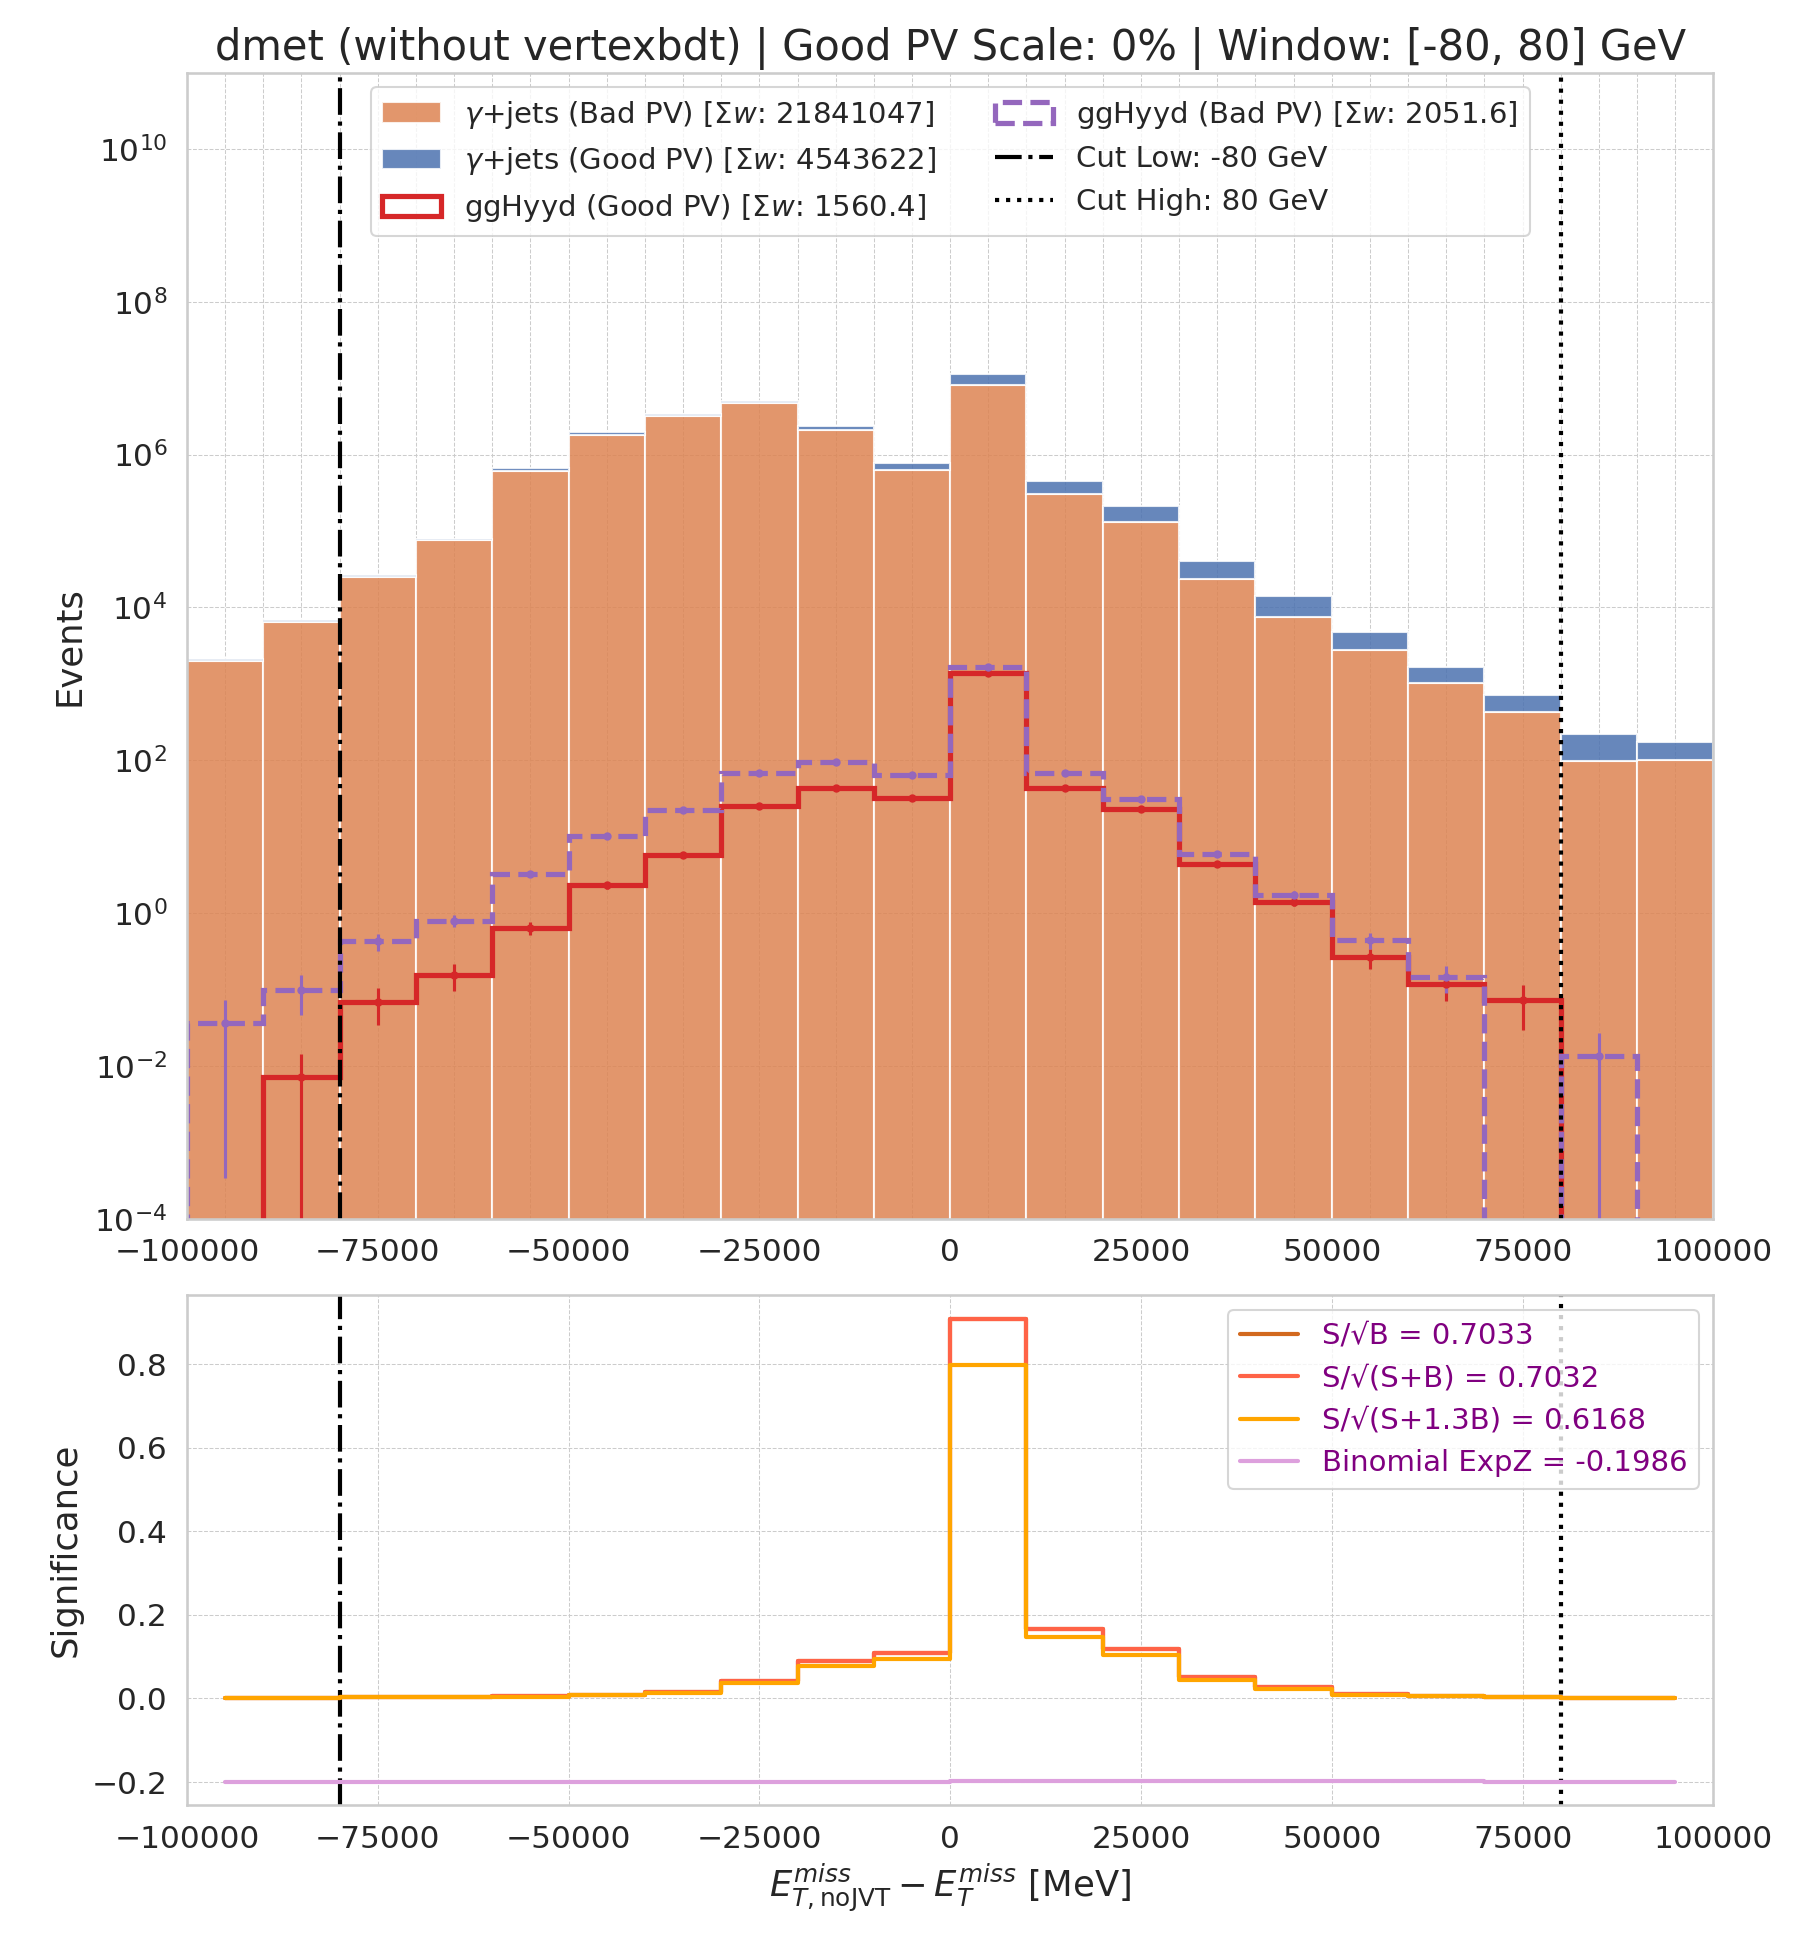 dmet (without vertexbdt) | Good PV Scale: 0% | Window: [-80, 80] GeV
γ+jets (Bad PV) [Σw: 21841047]
γ+jets (Good PV) [Σw: 4543622]
ggHyyd (Good PV) [Σw: 1560.4]
ggHyyd (Bad PV) [Σw: 2051.6]
Cut Low: -80 GeV
Cut High: 80 GeV
Events
10^10
10^8
10^6
10^4
10^2
10^0
10^−2
10^−4
−100000 −75000 −50000 −25000 0 25000 50000 75000 100000
S/√B = 0.7033
S/√(S+B) = 0.7032
S/√(S+1.3B) = 0.6168
Binomial ExpZ = -0.1986
Significance
0.8
0.6
0.4
0.2
0.0
−0.2
−100000 −75000 −50000 −25000 0 25000 50000 75000 100000
E_{T, noJVT}^{miss} − E_T^{miss} [MeV]